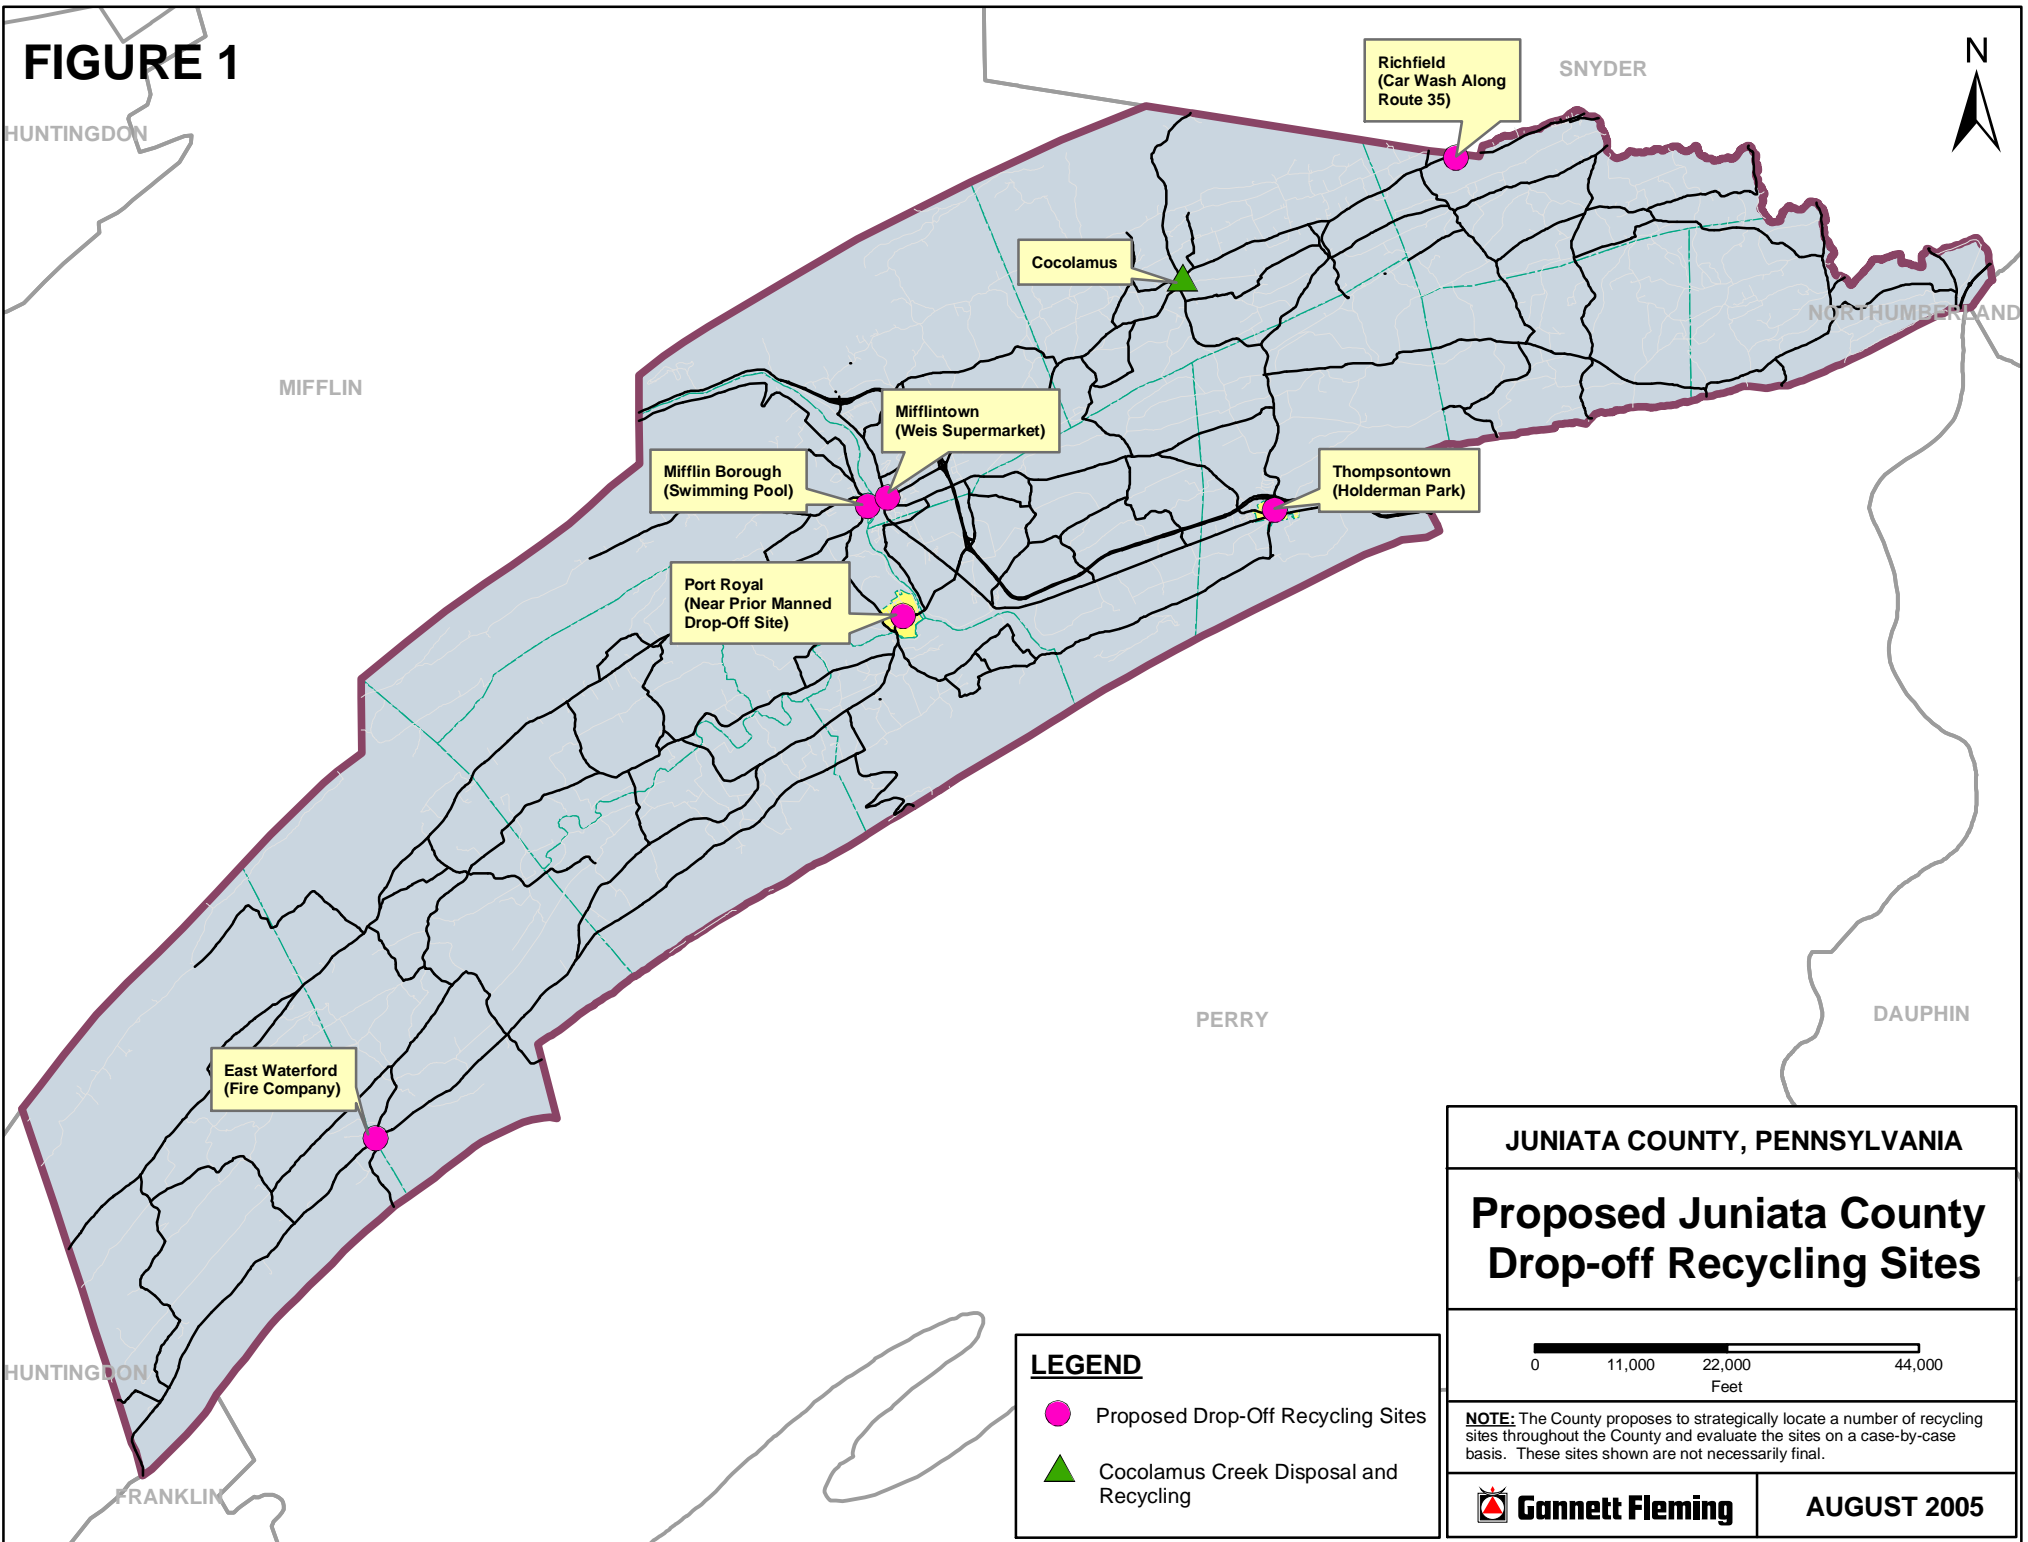 FIGURE 1
N
SNYDER
HUNTINGDON
Richfield
(Car Wash Along
Route 35)
Cocolamus
NORTHUMBERLAND
MIFFLIN
Mifflintown
(Weis Supermarket)
Mifflin Borough
(Swimming Pool)
Thompsontown
(Holderman Park)
Port Royal
(Near Prior Manned
Drop-Off Site)
PERRY
DAUPHIN
East Waterford
(Fire Company)
HUNTINGDON
FRANKLIN
LEGEND
Proposed Drop-Off Recycling Sites
Cocolamus Creek Disposal and
Recycling
JUNIATA COUNTY, PENNSYLVANIA
Proposed Juniata County
Drop-off Recycling Sites
0 11,000 22,000 44,000
Feet
NOTE: The County proposes to strategically locate a number of recycling
sites throughout the County and evaluate the sites on a case-by-case
basis. These sites shown are not necessarily final.
Gannett Fleming
AUGUST 2005